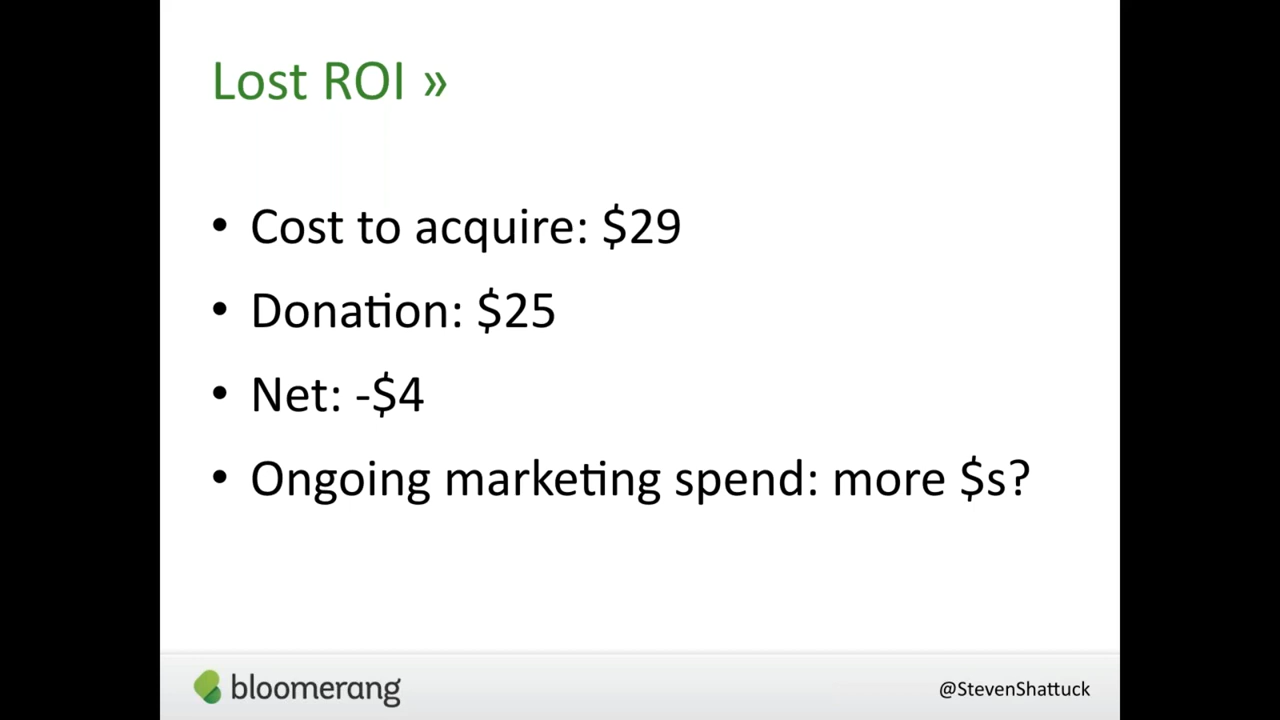 Lost ROI »
• Cost to acquire: $29
• Donation: $25
• Net: -$4
• Ongoing marketing spend: more $s?
bloomerang
@StevenShattuck